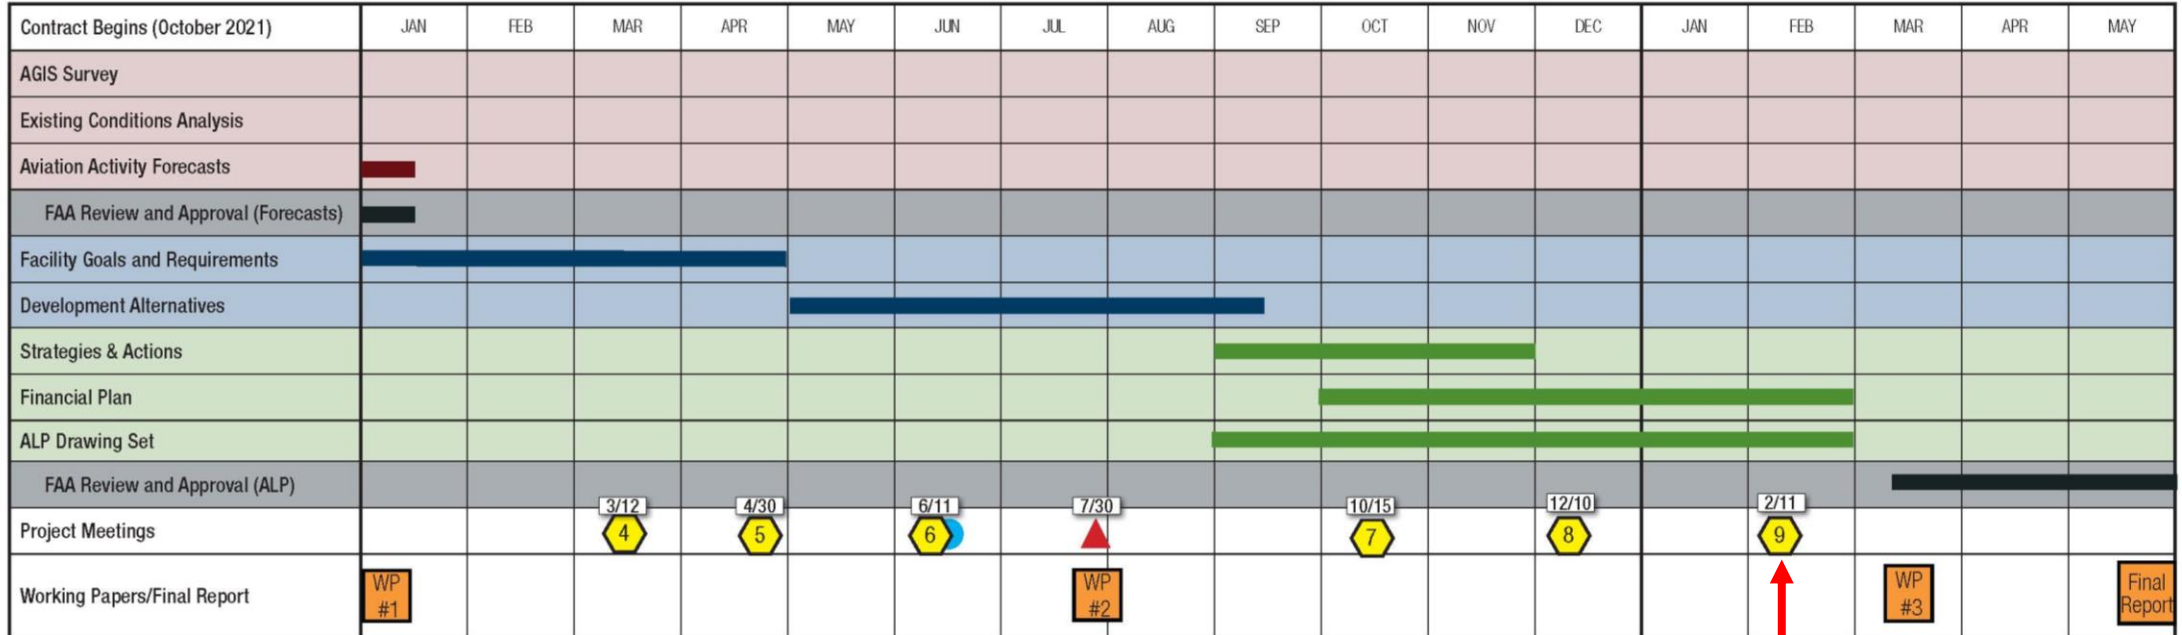 Contract Begins (October 2021) JAN FEB MAR APR MAY JUN JUL AUG SEP OCT NOV DEC JAN FEB MAR APR MAY
AGIS Survey
Existing Conditions Analysis
Aviation Activity Forecasts
FAA Review and Approval (Forecasts)
Facility Goals and Requirements
Development Alternatives
Strategies & Actions
Financial Plan
ALP Drawing Set
FAA Review and Approval (ALP)
3/12 4/30 6/11 7/30 10/15 12/10 2/11
Project Meetings 4 5 6 7 8 9
Working Papers/Final Report
WP
#1
WP
#2
WP
#3
Final
Report